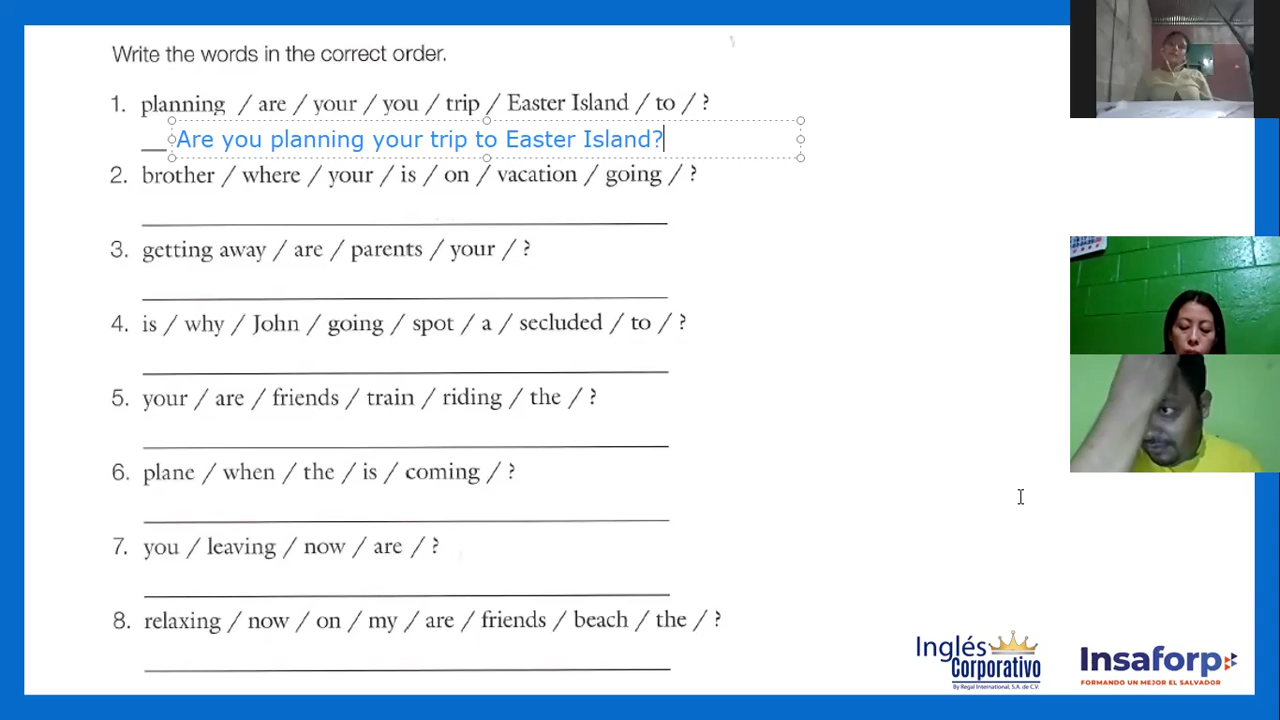 Write the words in the correct order.
1. planning / are / your / you / trip / Easter Island / to / ?
Are you planning your trip to Easter Island?
2. brother / where / your / is / on / vacation / going / ?
3. getting away / are / parents / your / ?
4. is / why / John / going / spot / a / secluded / to / ?
5. your / are / friends / train / riding / the / ?
6. plane / when / the / is / coming / ?
7. you / leaving / now / are / ?
8. relaxing / now / on / my / are / friends / beach / the / ?
Inglés
Corporativo
By Regal International, S.A. de C.V.
Insaforp
FORMANDO UN MEJOR EL SALVADOR